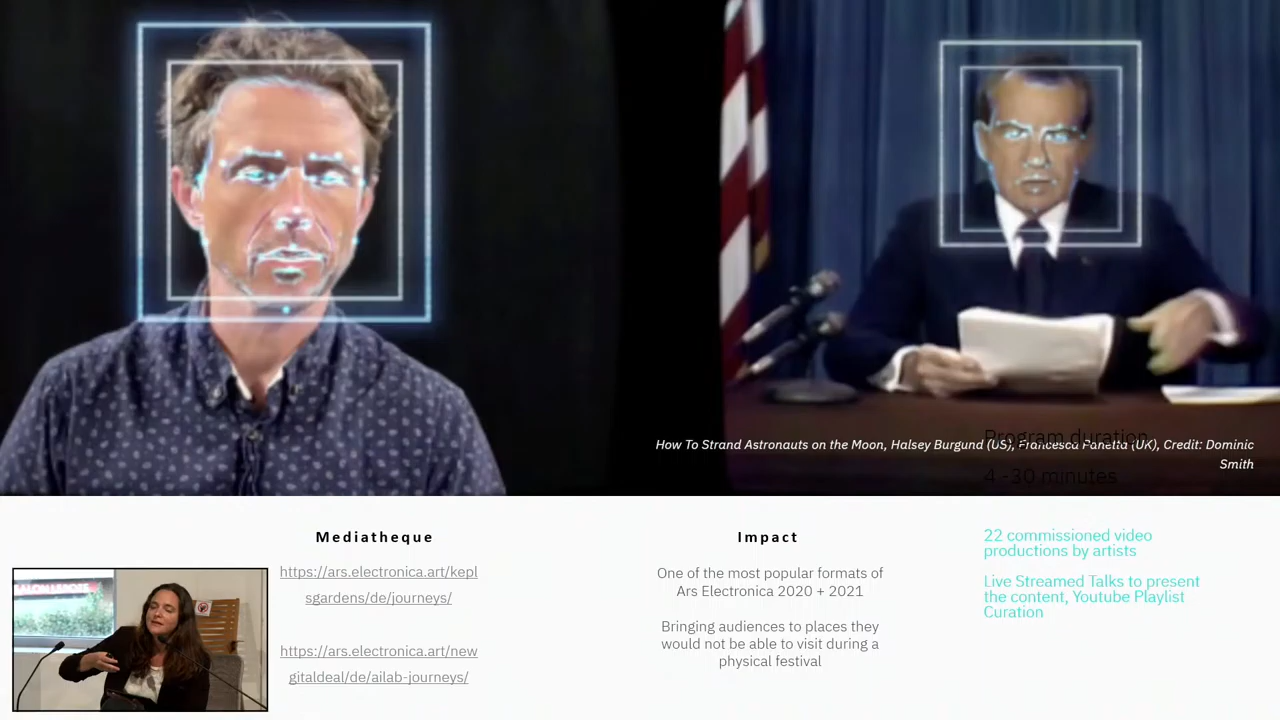 How To Strand Astronauts on the Moon, Halsey Burgund (US), Francesca Panetta (UK), Credit: Dominic
Smith
Program duration
4 -30 minutes
Mediatheque
https://ars.electronica.art/kepl
sgardens/de/journeys/
https://ars.electronica.art/new
gitaldeal/de/ailab-journeys/
Impact
One of the most popular formats of
Ars Electronica 2020 + 2021
Bringing audiences to places they
would not be able to visit during a
physical festival
22 commissioned video
productions by artists
Live Streamed Talks to present
the content, Youtube Playlist
Curation